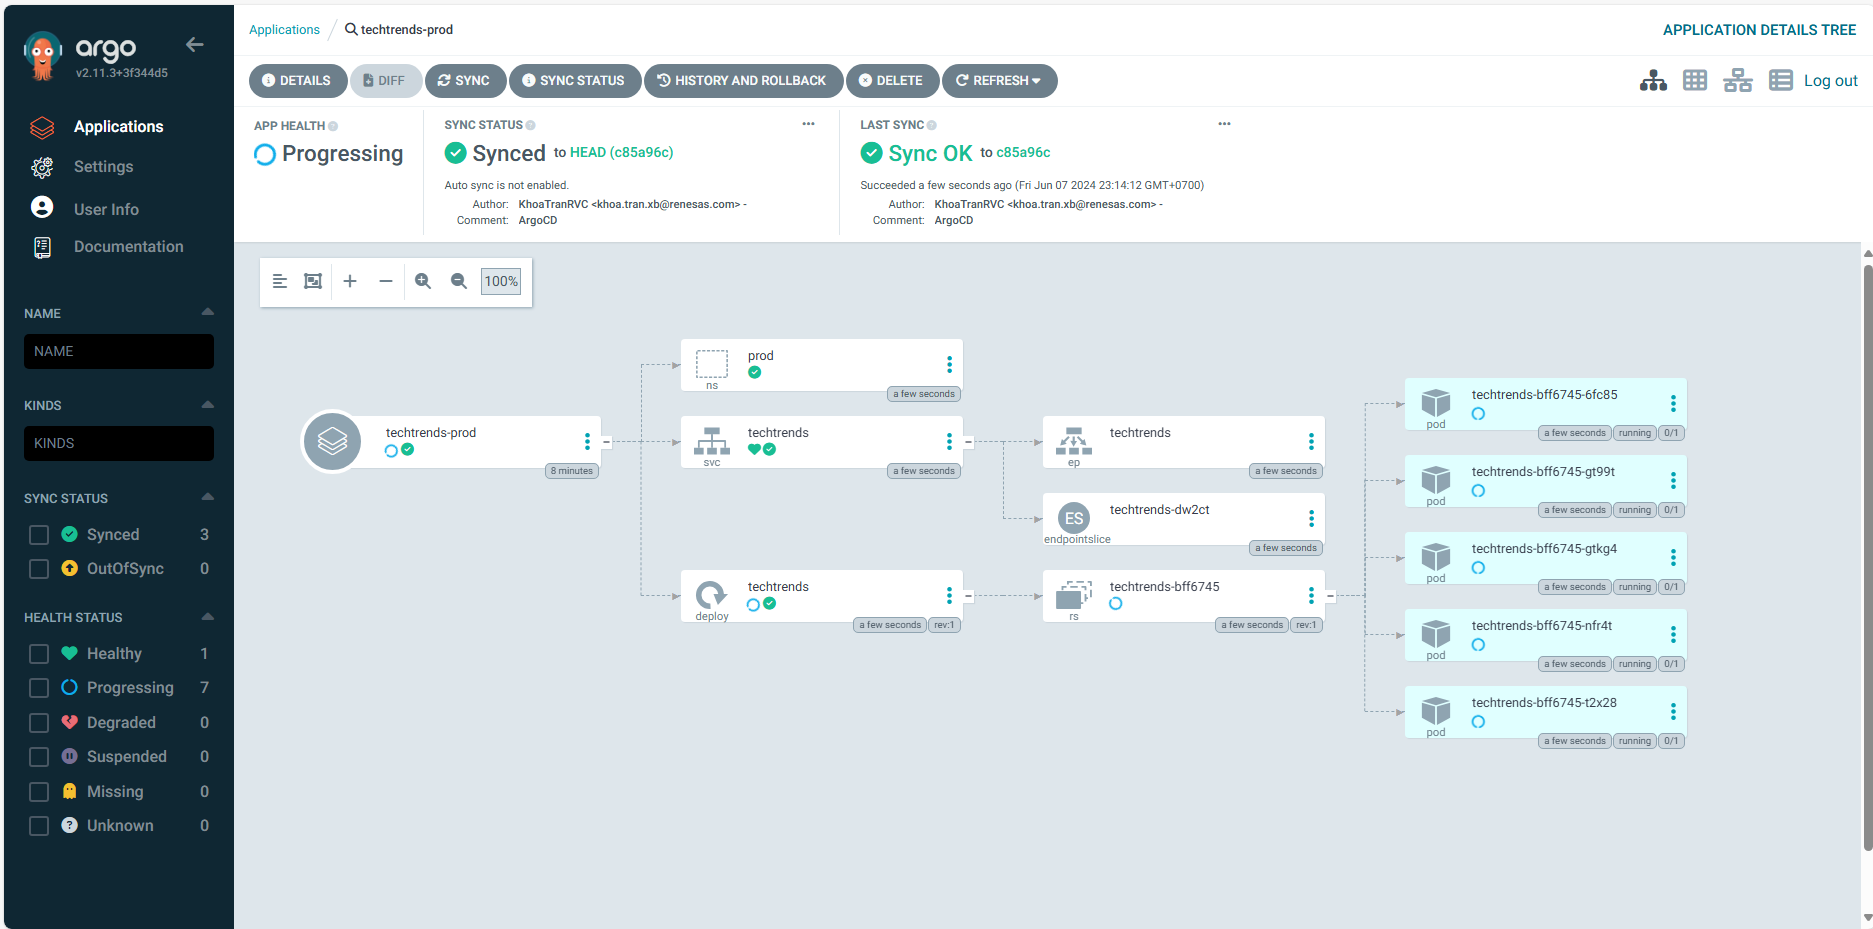 argo
v2.11.3+3f344d5
Applications
Settings
User Info
Documentation
NAME
NAME
KINDS
KINDS
SYNC STATUS
Synced 3
OutOfSync 0
HEALTH STATUS
Healthy 1
Progressing 7
Degraded 0
Suspended 0
Missing 0
Unknown 0
Applications / techtrends-prod
APPLICATION DETAILS TREE
DETAILS DIFF SYNC SYNC STATUS HISTORY AND ROLLBACK DELETE REFRESH
Log out
APP HEALTH
Progressing
SYNC STATUS
Synced to HEAD (c85a96c)
Auto sync is not enabled.
Author: KhoaTranRVC <khoa.tran.xb@renesas.com> -
Comment: ArgoCD
LAST SYNC
Sync OK to c85a96c
Succeeded a few seconds ago (Fri Jun 07 2024 23:14:12 GMT+0700)
Author: KhoaTranRVC <khoa.tran.xb@renesas.com> -
Comment: ArgoCD
100%
techtrends-prod
8 minutes
prod
ns
a few seconds
techtrends
svc
a few seconds
techtrends
deploy
a few seconds rev:1
techtrends
ep
a few seconds
ES
techtrends-dw2ct
endpointslice
a few seconds
techtrends-bff6745
rs
a few seconds rev:1
techtrends-bff6745-6fc85
pod
a few seconds running 0/1
techtrends-bff6745-gt99t
pod
a few seconds running 0/1
techtrends-bff6745-gtkg4
pod
a few seconds running 0/1
techtrends-bff6745-nfr4t
pod
a few seconds running 0/1
techtrends-bff6745-t2x28
pod
a few seconds running 0/1